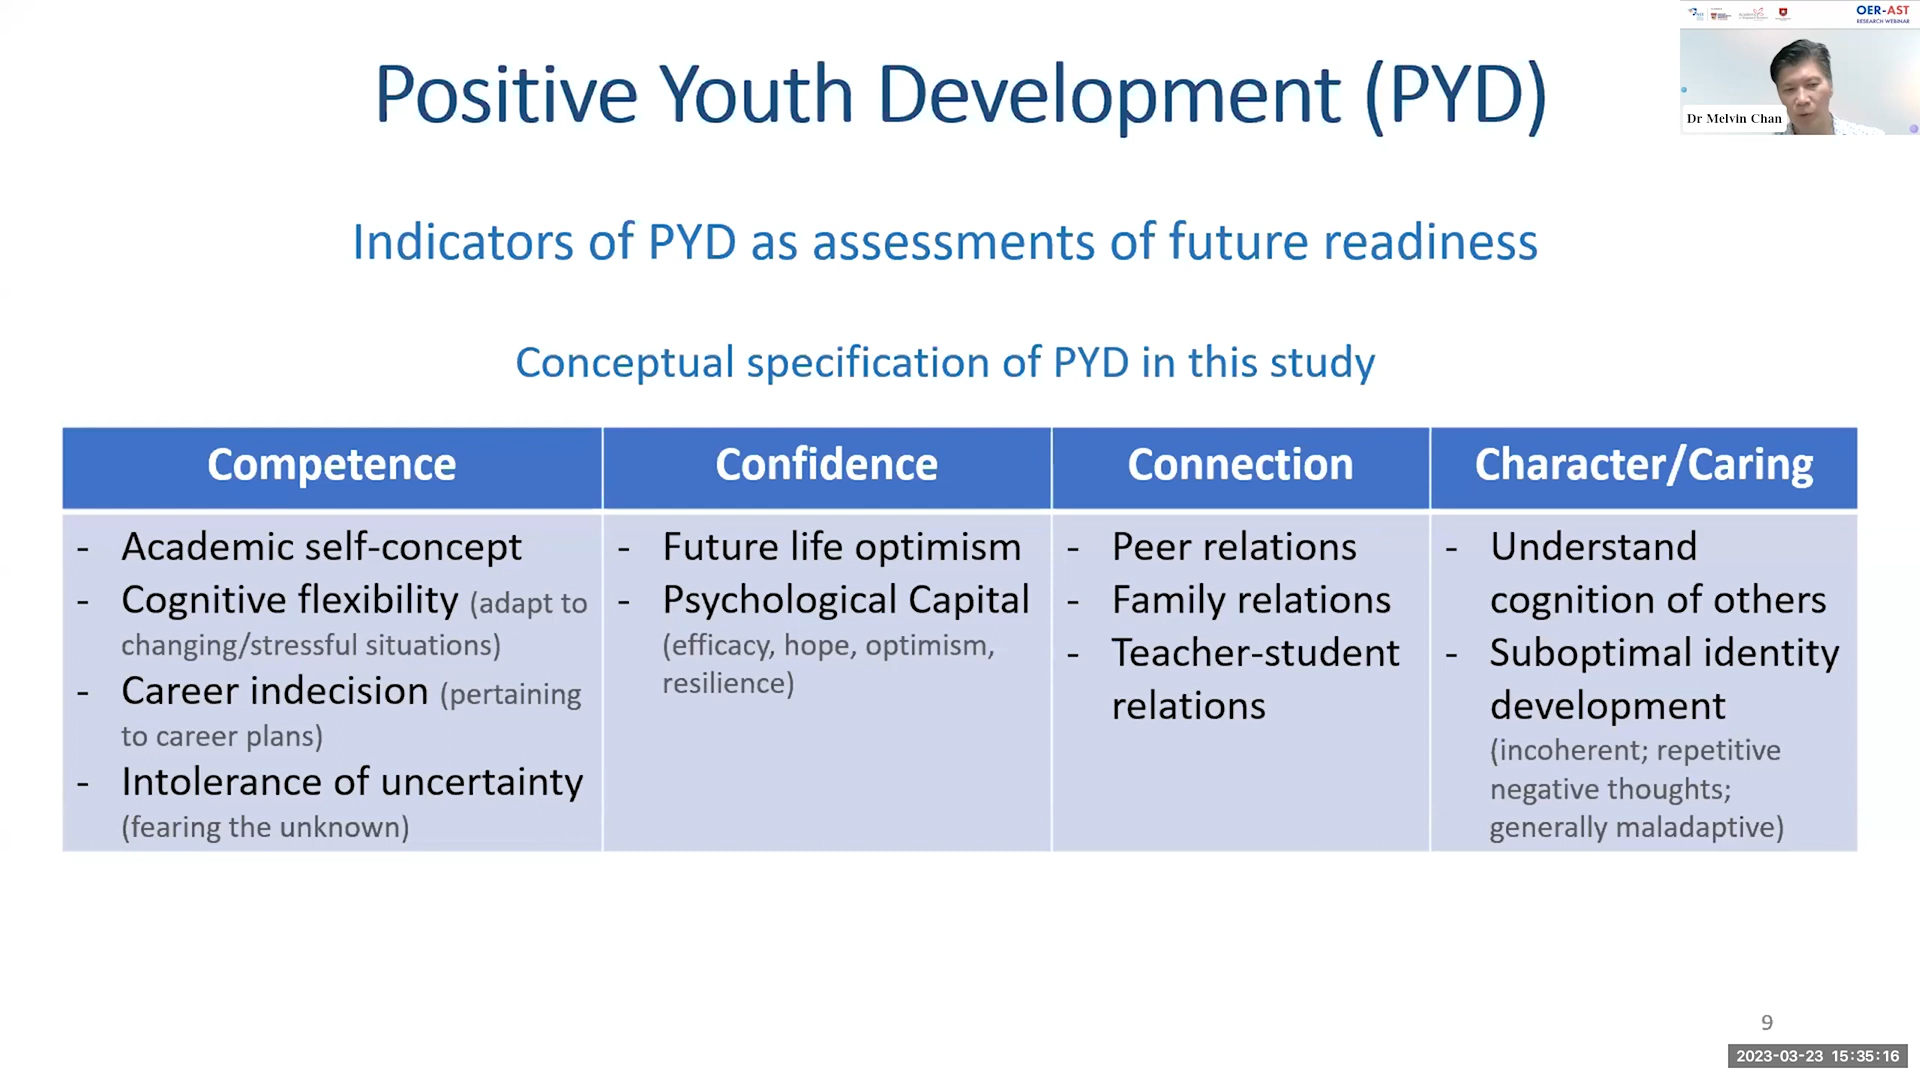 OER-AST
RESEARCH WEBINAR
Dr Melvin Chan
Positive Youth Development (PYD)
Indicators of PYD as assessments of future readiness
Conceptual specification of PYD in this study
Competence
- Academic self-concept
- Cognitive flexibility (adapt to
changing/stressful situations)
- Career indecision (pertaining
to career plans)
- Intolerance of uncertainty
(fearing the unknown)
Confidence
- Future life optimism
- Psychological Capital
(efficacy, hope, optimism,
resilience)
Connection
- Peer relations
- Family relations
- Teacher-student
relations
Character/Caring
- Understand
cognition of others
- Suboptimal identity
development
(incoherent; repetitive
negative thoughts;
generally maladaptive)
9
2023-03-23 15:35:16